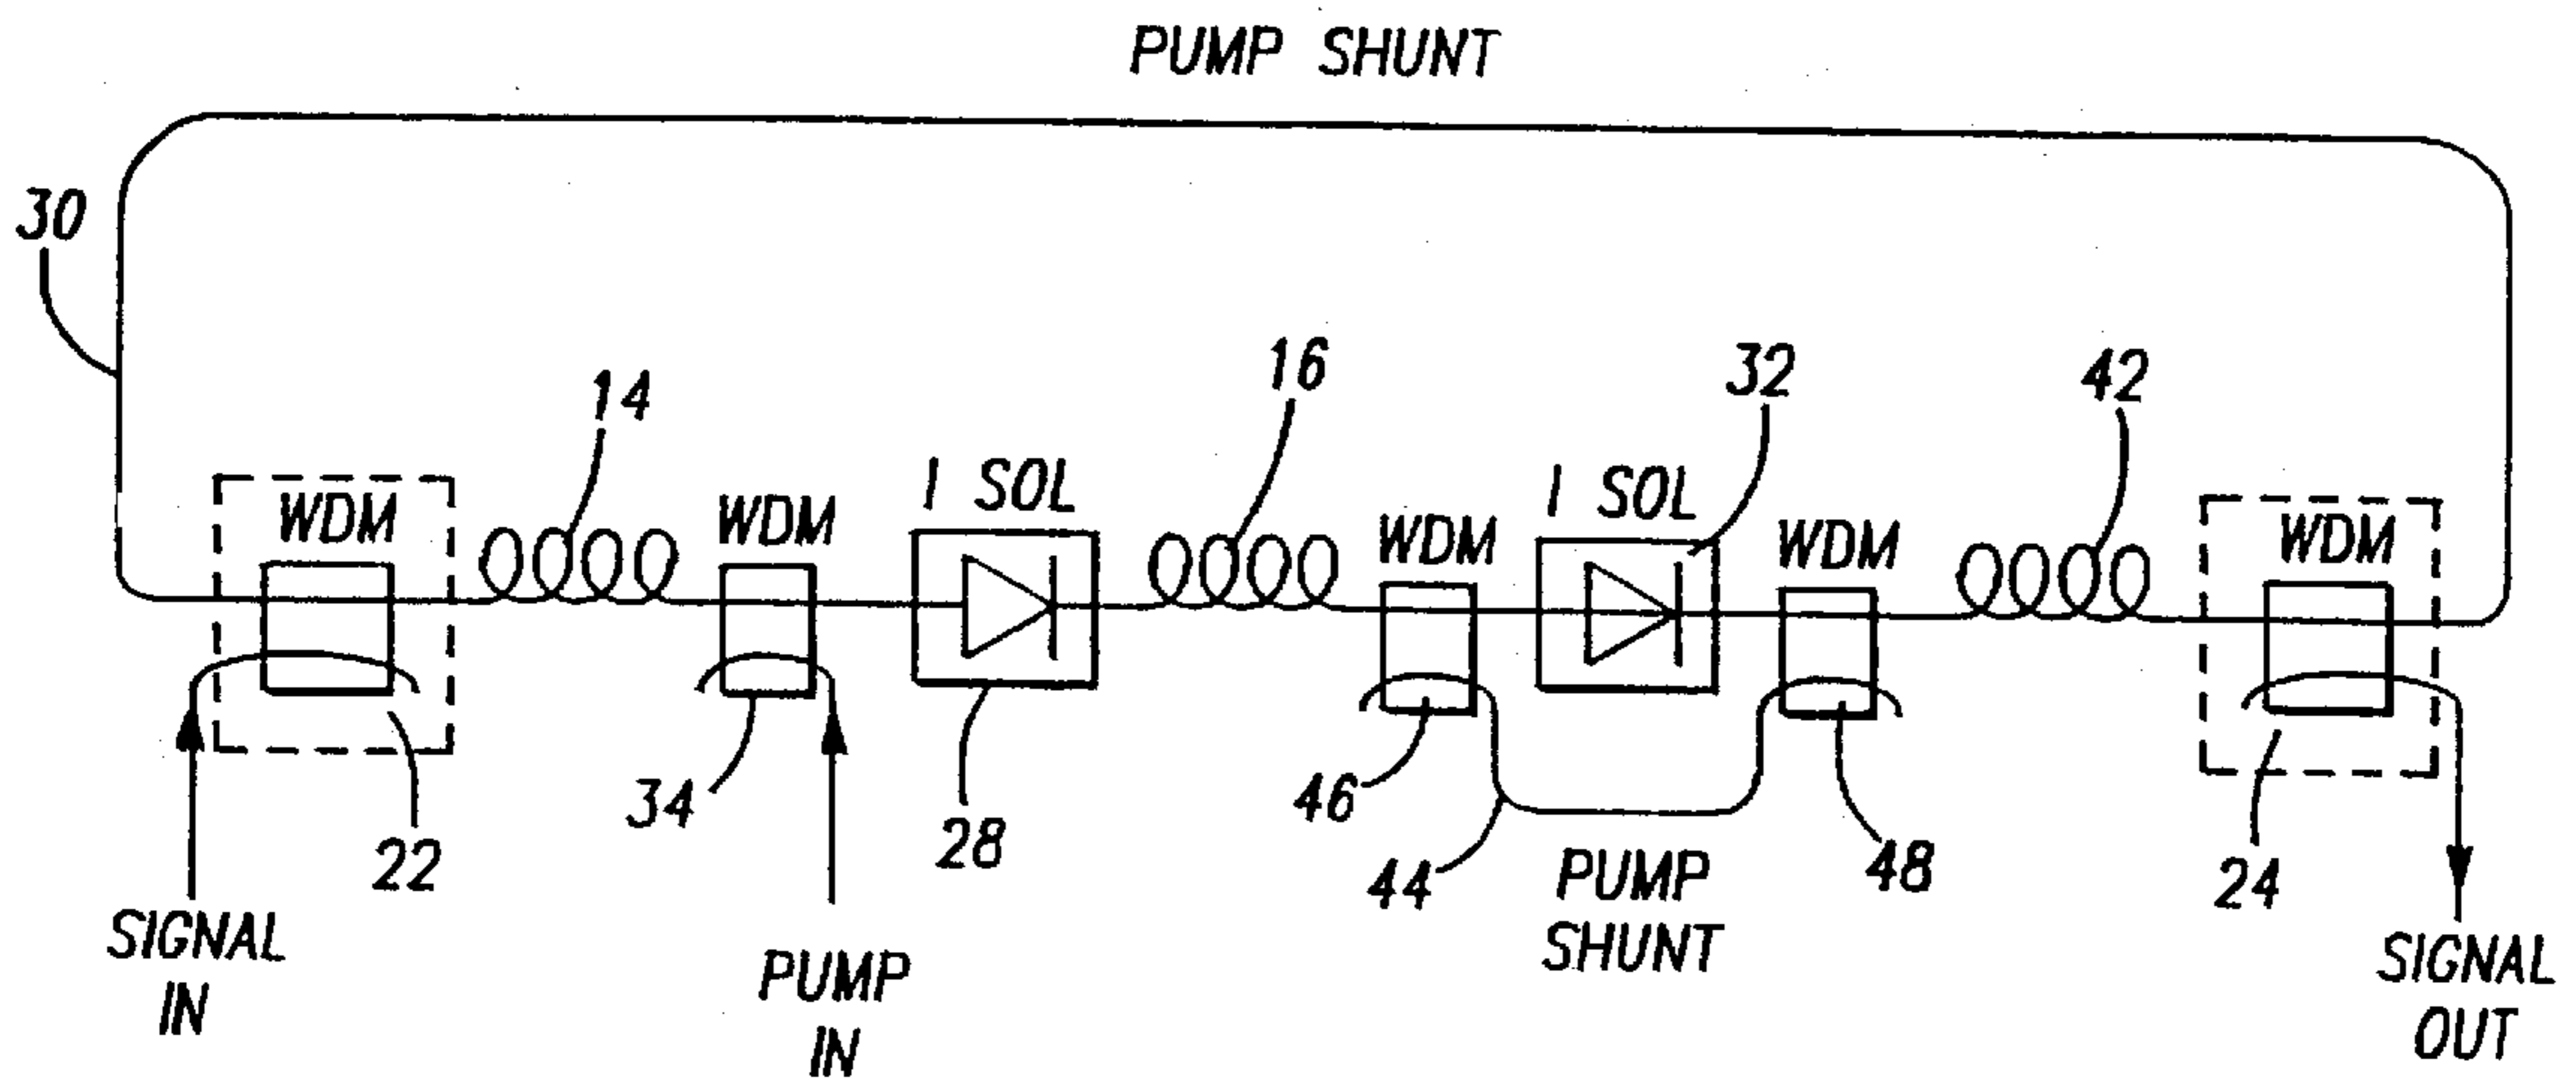 PUMP SHUNT
30
14
16
32
42
WDM
WDM
I SOL
WDM
I SOL
WDM
WDM
22
34
28
46
44
48
24
PUMP
SHUNT
SIGNAL
IN
PUMP
IN
SIGNAL
OUT